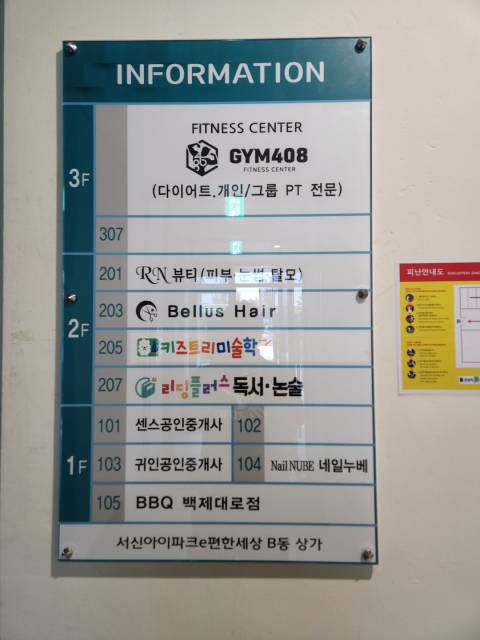 INFORMATION
3F
FITNESS CENTER
GYM408
FITNESS CENTER
(다이어트.개인/그룹 PT 전문)
307
2F
201 RN 뷰티(피부 눈썹 탈모)
203 Bellus Hair
205 키즈트리미술학
207 리딩플러스 독서·논술
1F
101 센스공인중개사 102
103 귀인공인중개사 104 Nail NUBE 네일누베
105 BBQ 백제대로점
서신아이파크e편한세상 B동 상가
피난안내도